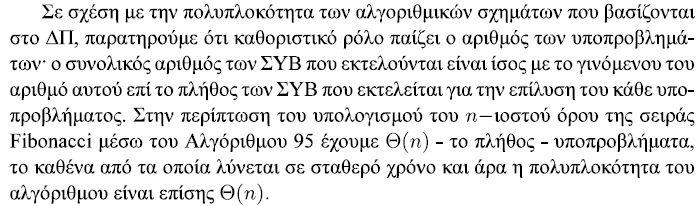 Σε σχέση με την πολυπλοκότητα των αλγοριθμικών σχημάτων που βασίζονται
στο ΔΠ, παρατηρούμε ότι καθοριστικό ρόλο παίζει ο αριθμός των υποπροβλημά-
των· ο συνολικός αριθμός των ΣΥΒ που εκτελούνται είναι ίσος με το γινόμενου του
αριθμό αυτού επί το πλήθος των ΣΥΒ που εκτελείται για την επίλυση του κάθε υπο-
προβλήματος. Στην περίπτωση του υπολογισμού του n−ιοστού όρου της σειράς
Fibonacci μέσω του Αλγόριθμου 95 έχουμε Θ(n) - το πλήθος - υποπροβλήματα,
το καθένα από τα οποία λύνεται σε σταθερό χρόνο και άρα η πολυπλοκότητα του
αλγόριθμου είναι επίσης Θ(n).